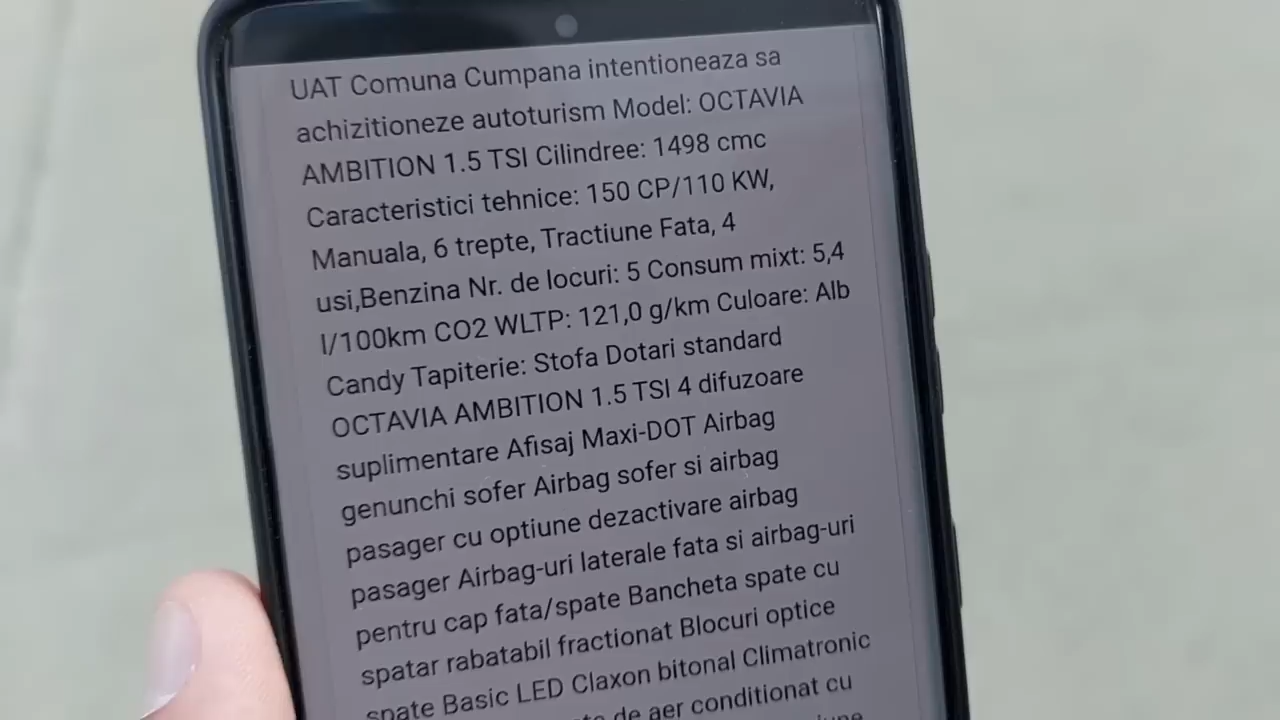 UAT Comuna Cumpana intentioneaza sa
achizitioneze autoturism Model: OCTAVIA
AMBITION 1.5 TSI Cilindree: 1498 cmc
Caracteristici tehnice: 150 CP/110 KW,
Manuala, 6 trepte, Tractiune Fata, 4
usi,Benzina Nr. de locuri: 5 Consum mixt: 5,4
l/100km CO2 WLTP: 121,0 g/km Culoare: Alb
Candy Tapiterie: Stofa Dotari standard
OCTAVIA AMBITION 1.5 TSI 4 difuzoare
suplimentare Afisaj Maxi-DOT Airbag
genunchi sofer Airbag sofer si airbag
pasager cu optiune dezactivare airbag
pasager Airbag-uri laterale fata si airbag-uri
pentru cap fata/spate Bancheta spate cu
spatar rabatabil fractionat Blocuri optice
spate Basic LED Claxon bitonal Climatronic
de aer conditionat cu